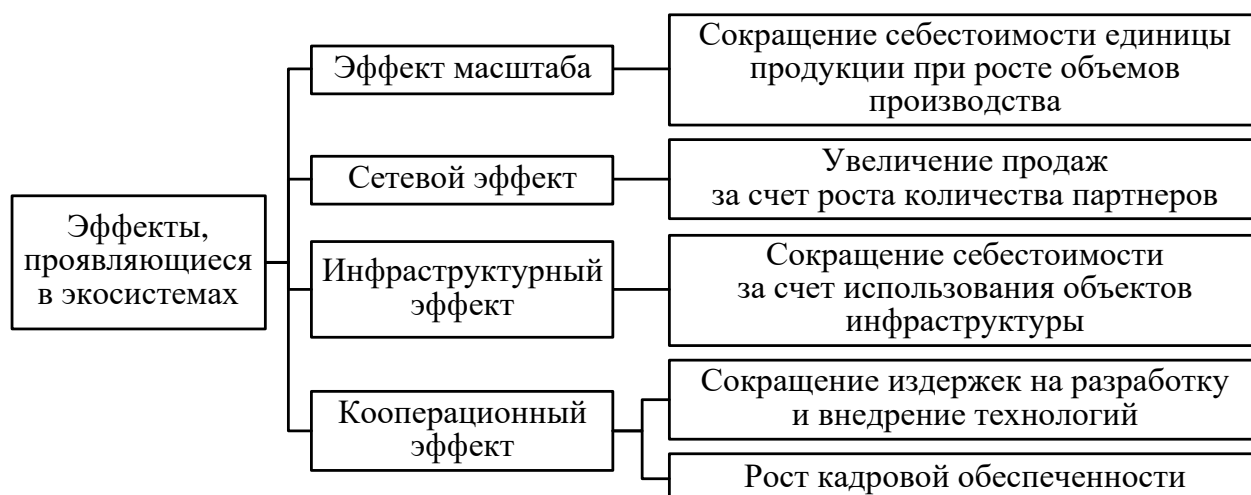 Эффекты,
проявляющиеся
в экосистемах
Эффект масштаба
Сокращение себестоимости единицы
продукции при росте объемов
производства
Сетевой эффект
Увеличение продаж
за счет роста количества партнеров
Инфраструктурный
эффект
Сокращение себестоимости
за счет использования объектов
инфраструктуры
Кооперационный
эффект
Сокращение издержек на разработку
и внедрение технологий
Рост кадровой обеспеченности